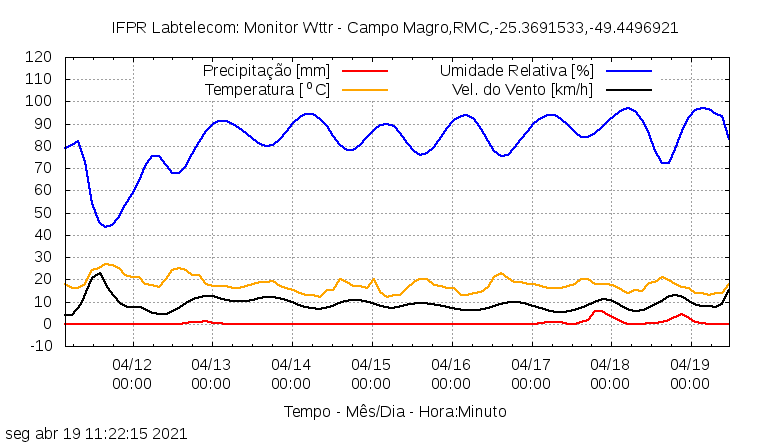 IFPR Labtelecom: Monitor Wttr - Campo Magro,RMC,-25.3691533,-49.4496921
120
110
100
90
80
70
60
50
40
30
20
10
0
-10
Precipitação [mm]
Temperatura [⁰C]
Umidade Relativa [%]
Vel. do Vento [km/h]
04/12 04/13 04/14 04/15 04/16 04/17 04/18 04/19
00:00 00:00 00:00 00:00 00:00 00:00 00:00 00:00
Tempo - Mês/Dia - Hora:Minuto
seg abr 19 11:22:15 2021